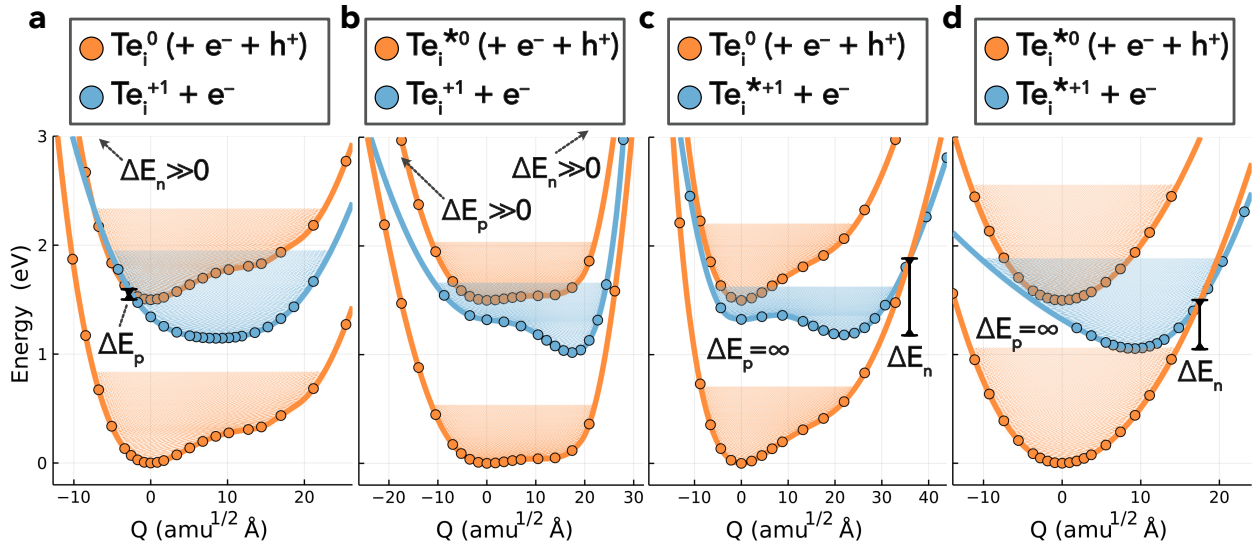 a b c d
Te_i^0 (+ e^- + h^+)
Te_i^{+1} + e^-
Te_i^{★0} (+ e^- + h^+)
Te_i^{+1} + e^-
Te_i^0 (+ e^- + h^+)
Te_i^{★+1} + e^-
Te_i^{★0} (+ e^- + h^+)
Te_i^{★+1} + e^-
Energy (eV)
3
2
1
0
ΔE_n≫0
ΔE_p
−10 0 10 20
Q (amu^{1/2} Å)
ΔE_n≫0
ΔE_p≫0
−20 −10 0 10 20 30
Q (amu^{1/2} Å)
ΔE_p=∞
ΔE_n
−10 0 10 20 30 40
Q (amu^{1/2} Å)
ΔE_p=∞
ΔE_n
−10 0 10 20
Q (amu^{1/2} Å)